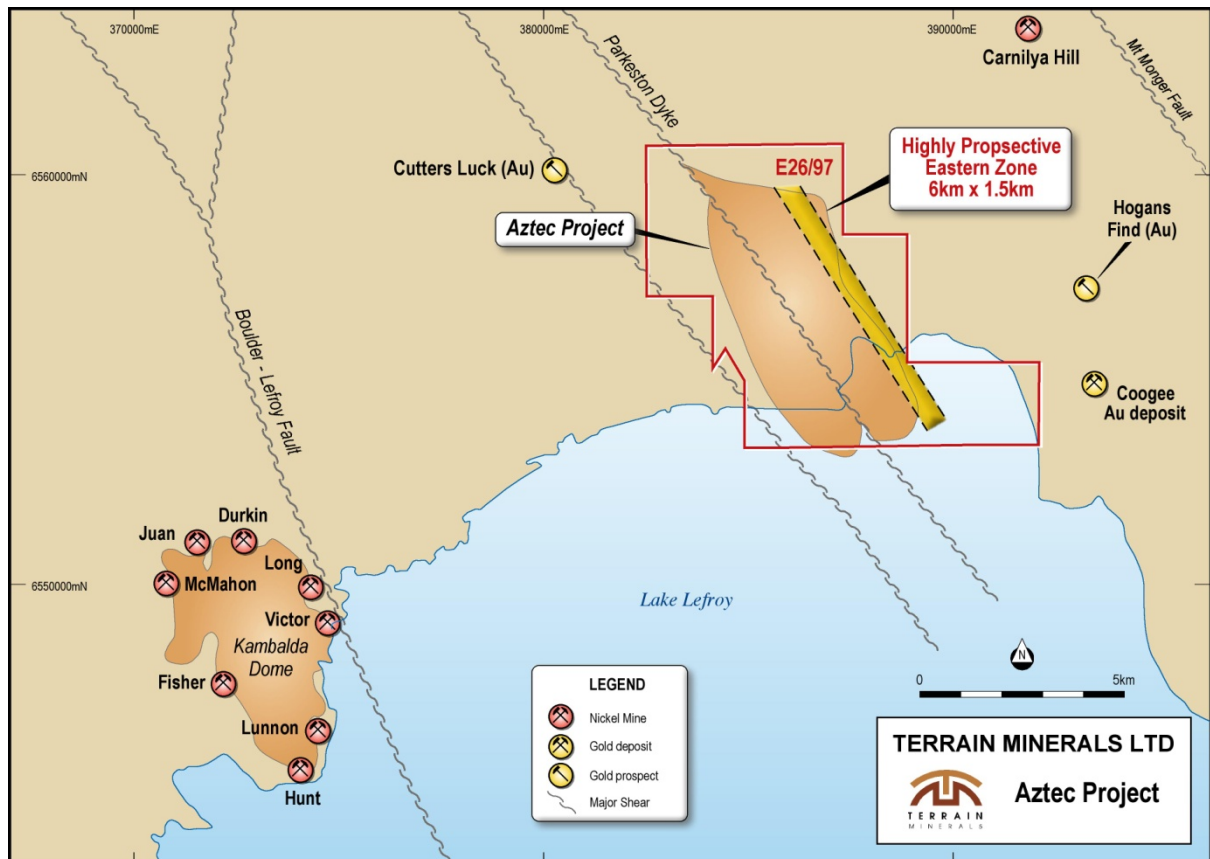 370000mE
380000mE
390000mE
Parkeston Dyke
Carnilya Hill
Mt Monger Fault
6560000mN
Cutters Luck (Au)
E26/97
Highly Propsective
Eastern Zone
6km x 1.5km
Aztec Project
Hogans
Find (Au)
Boulder - Lefroy Fault
Coogee
Au deposit
Juan
Durkin
Long
6550000mN
McMahon
Victor
Lake Lefroy
Kambalda
Dome
Fisher
Lunnon
Hunt
N
0
5km
LEGEND
Nickel Mine
Gold deposit
Gold prospect
Major Shear
TERRAIN MINERALS LTD
Aztec Project
TERRAIN
MINERALS